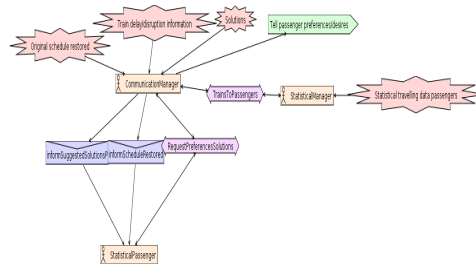 Train delay/disruption information
Solutions
Tell passenger preferences/desires
Original schedule restored
CommunicationManager
TrainsToPassengers
StatisticalManager
Statistical travelling data passengers
InformSuggestedSolutionsP
InformScheduleRestored
RequestPreferencesSolutions
StatisticalPassenger